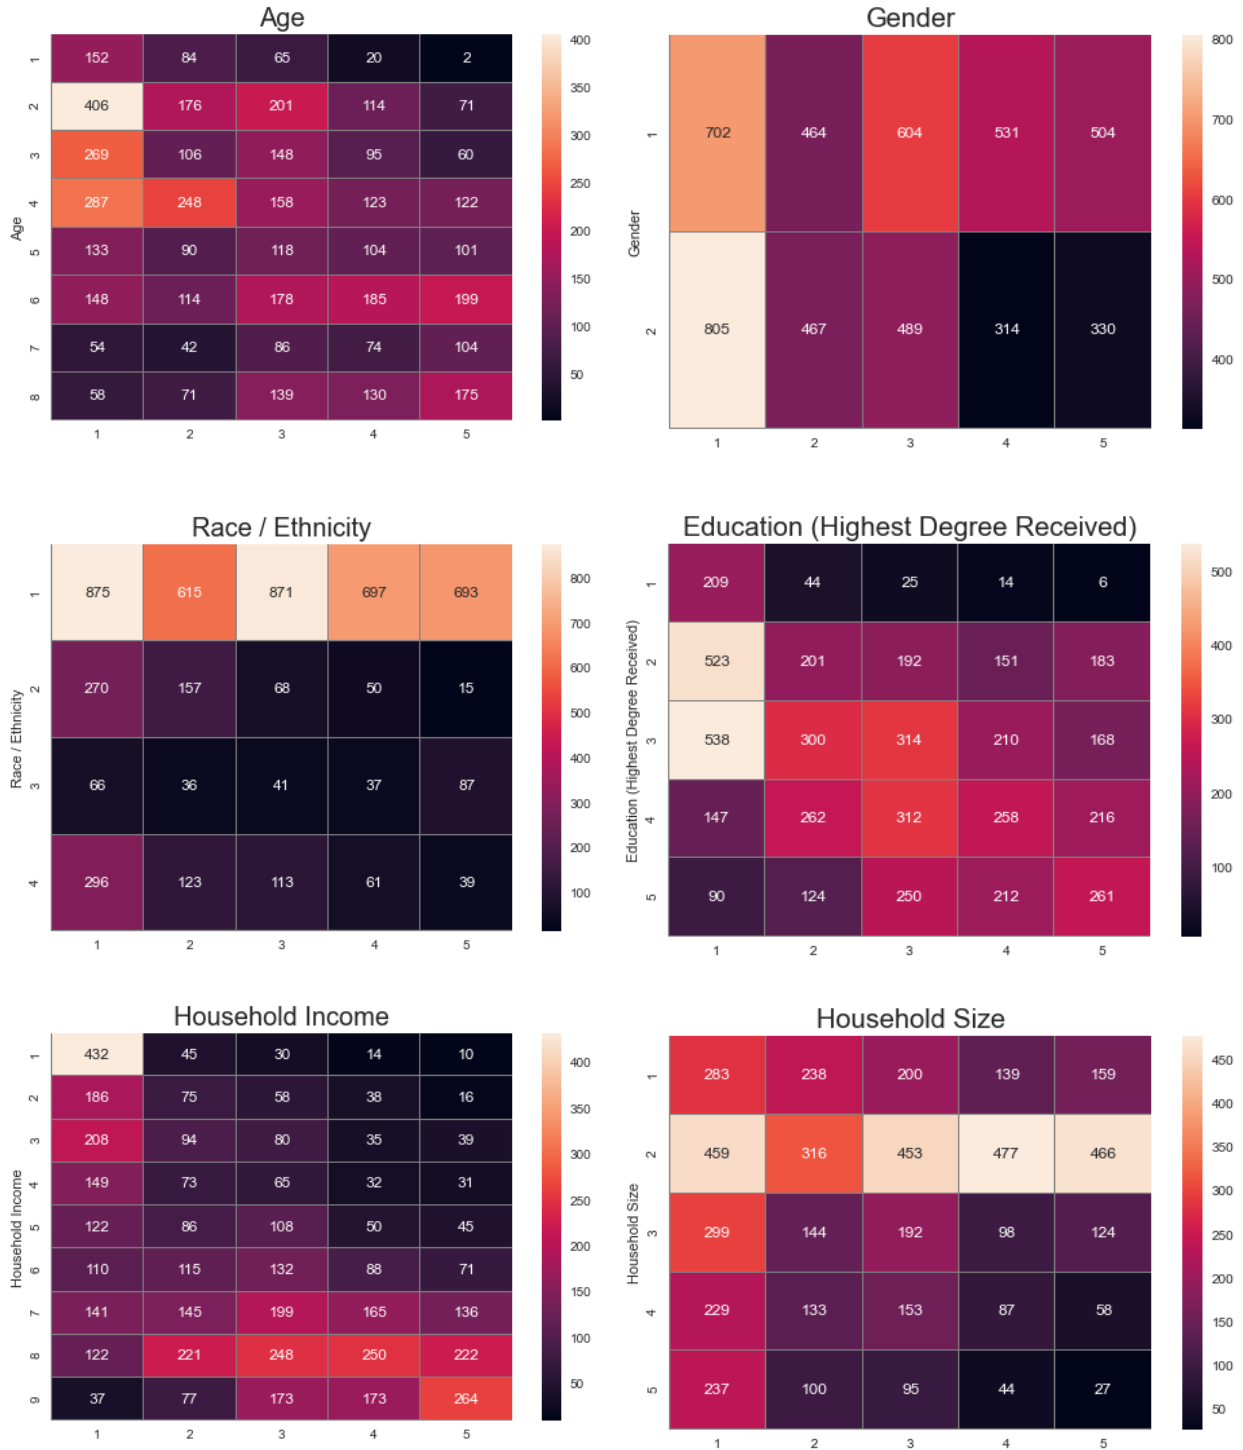 Age
1 152 84 65 20 2
2 406 176 201 114 71
3 269 106 148 95 60
4 287 248 158 123 122
5 133 90 118 104 101
6 148 114 178 185 199
7 54 42 86 74 104
8 58 71 139 130 175
1 2 3 4 5
Age
400
350
300
250
200
150
100
50
Gender
1 702 464 604 531 504
2 805 467 489 314 330
1 2 3 4 5
Gender
800
700
600
500
400
Race / Ethnicity
1 875 615 871 697 693
2 270 157 68 50 15
3 66 36 41 37 87
4 296 123 113 61 39
1 2 3 4 5
Race / Ethnicity
800
700
600
500
400
300
200
100
Education (Highest Degree Received)
1 209 44 25 14 6
2 523 201 192 151 183
3 538 300 314 210 168
4 147 262 312 258 216
5 90 124 250 212 261
1 2 3 4 5
Education (Highest Degree Received)
500
400
300
200
100
Household Income
1 432 45 30 14 10
2 186 75 58 38 16
3 208 94 80 35 39
4 149 73 65 32 31
5 122 86 108 50 45
6 110 115 132 88 71
7 141 145 199 165 136
8 122 221 248 250 222
9 37 77 173 173 264
1 2 3 4 5
Household Income
400
350
300
250
200
150
100
50
Household Size
1 283 238 200 139 159
2 459 316 453 477 466
3 299 144 192 98 124
4 229 133 153 87 58
5 237 100 95 44 27
1 2 3 4 5
Household Size
450
400
350
300
250
200
150
100
50